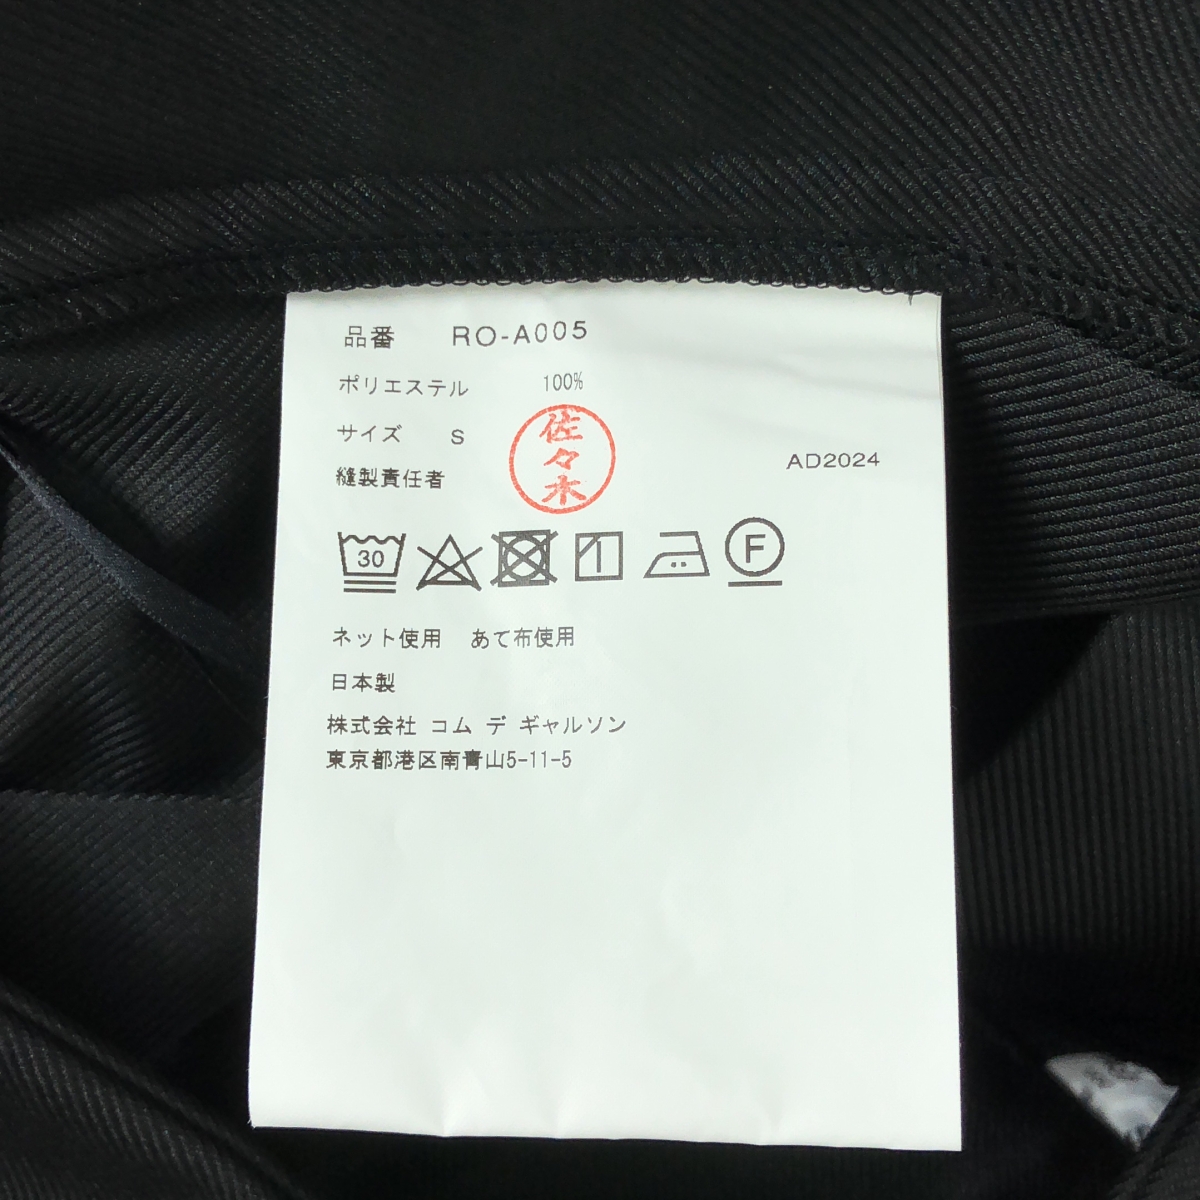 品番 RO-A005
ポリエステル 100%
サイズ S
縫製責任者
佐々木
AD2024
30
F
ネット使用 あて布使用
日本製
株式会社 コム デ ギャルソン
東京都港区南青山5-11-5